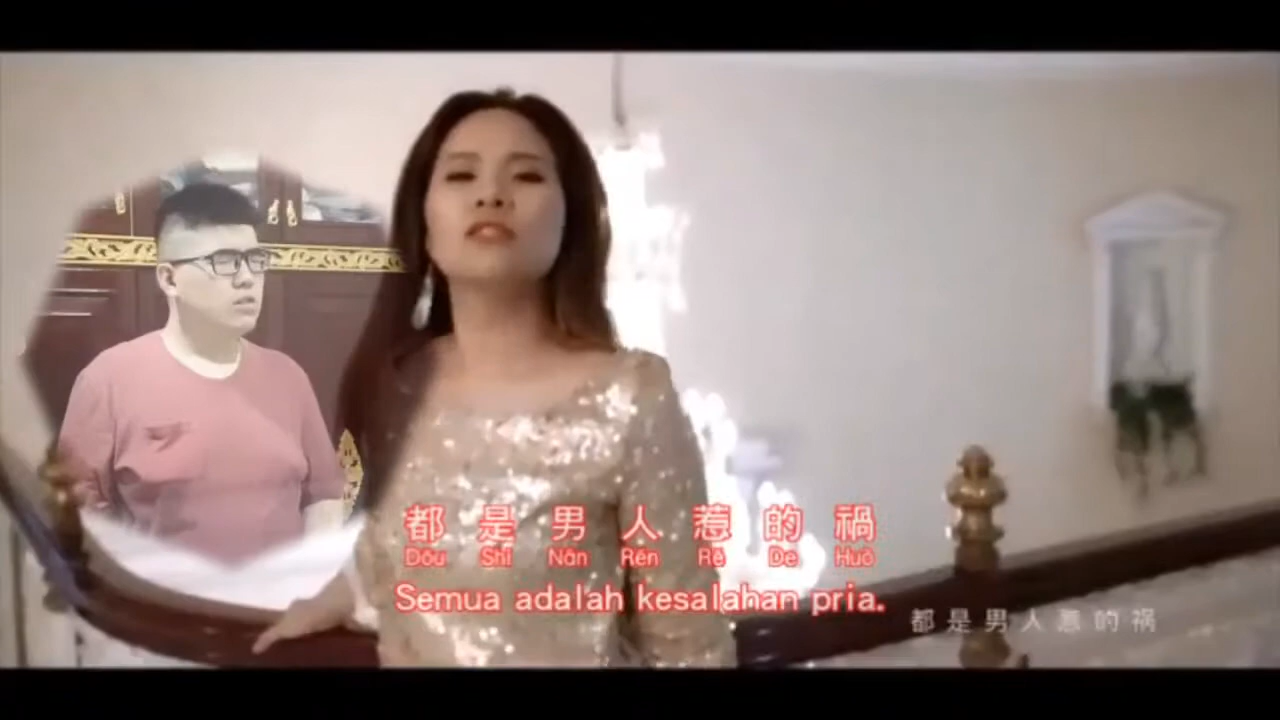 都是男人惹的禍
Dōu Shì Nán Rén Rě De Huò
Semua adalah kesalahan pria.
都是男人惹的祸